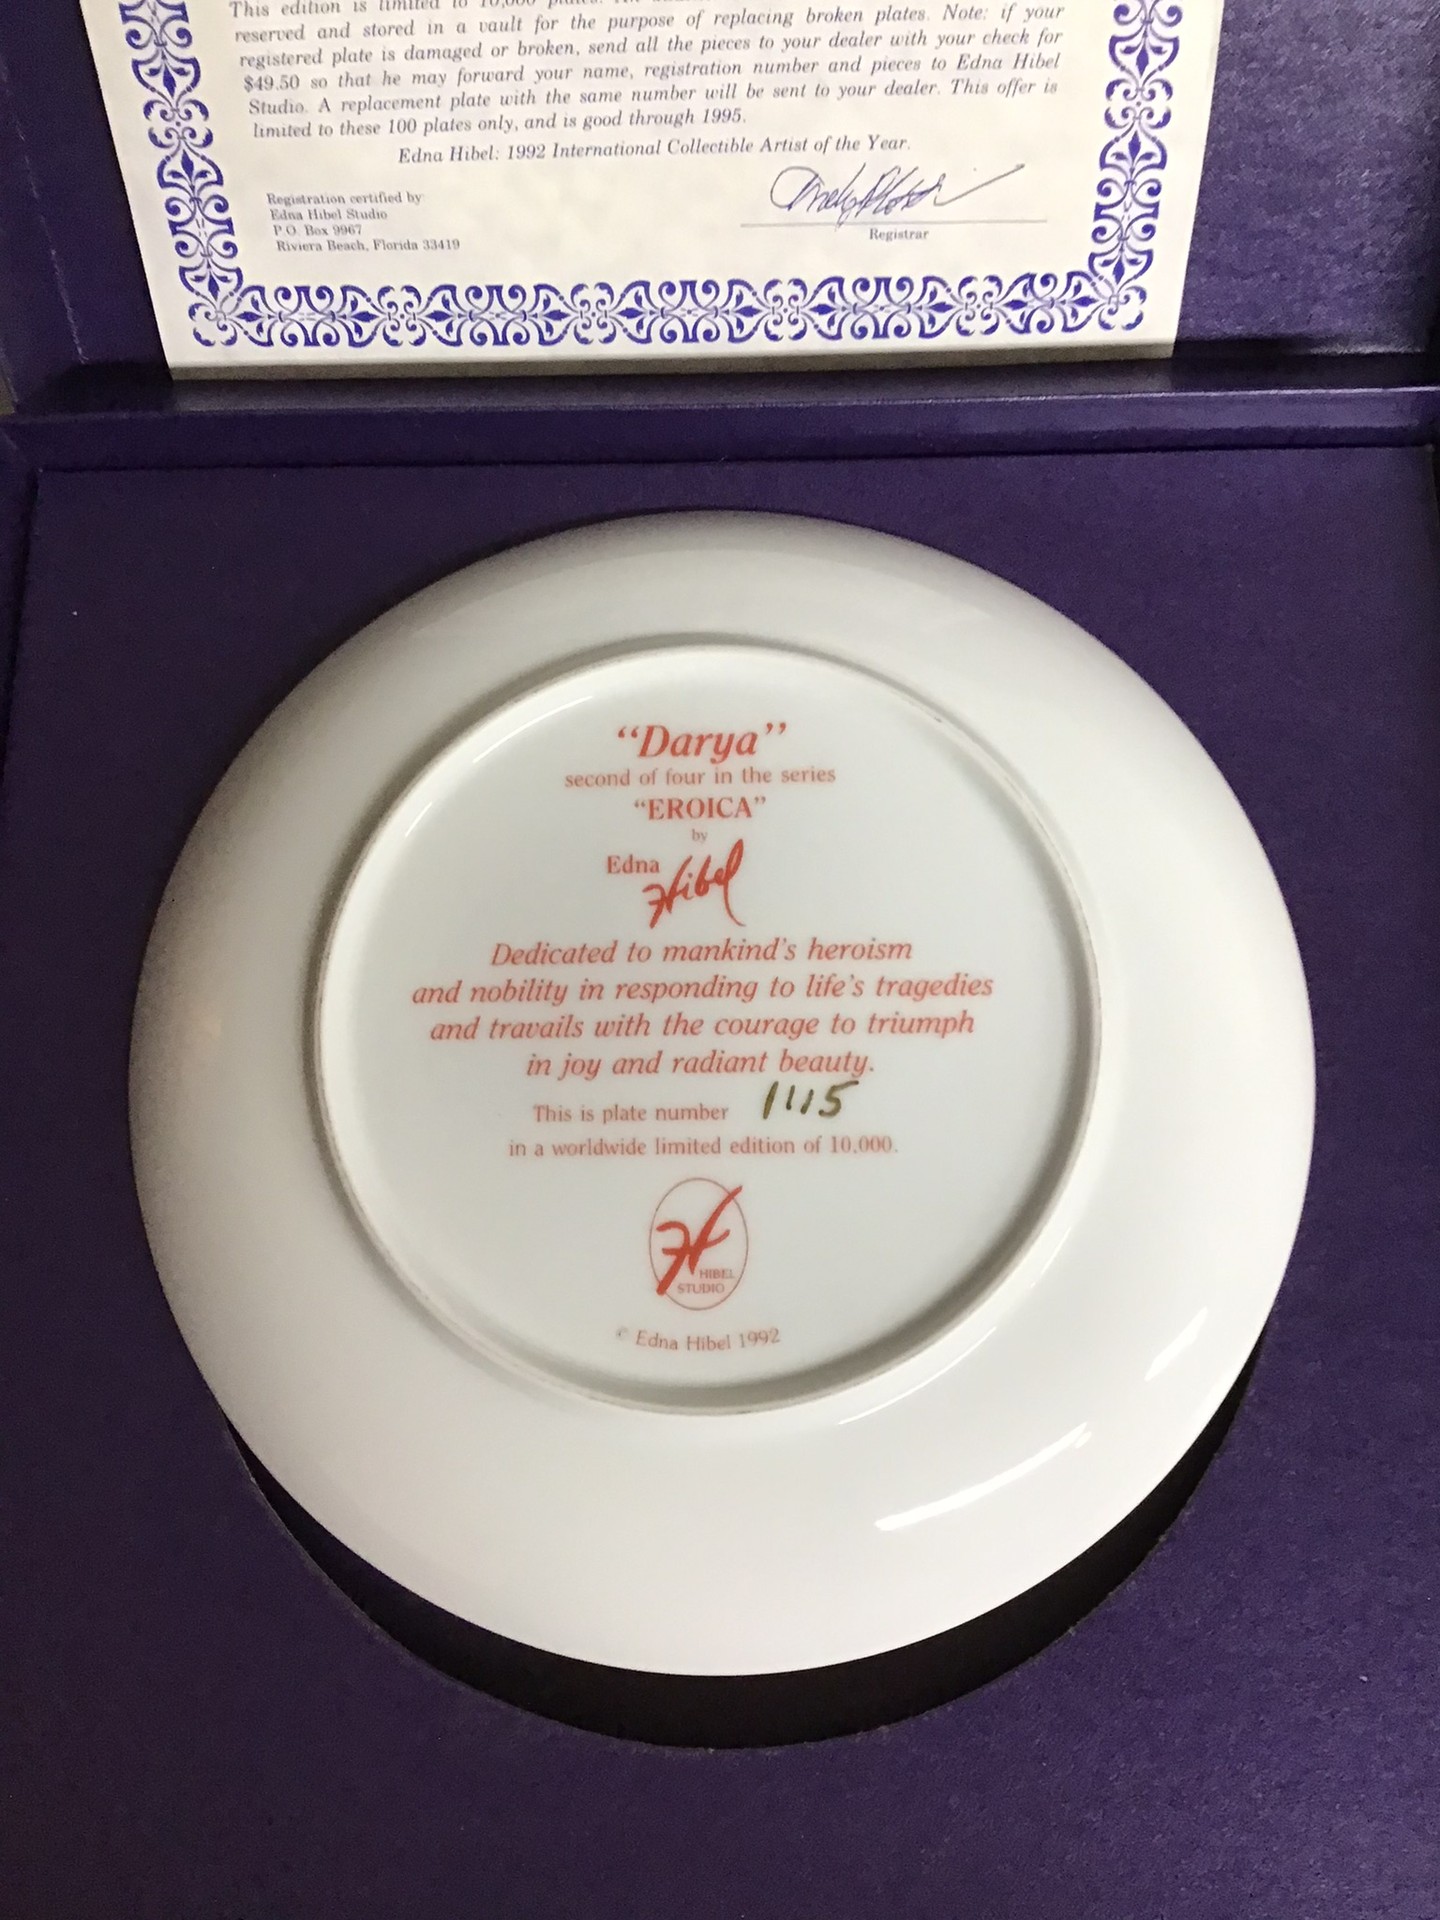 This edition is limited to 10,000 plates.
reserved and stored in a vault for the purpose of replacing broken plates. Note: if your
registered plate is damaged or broken, send all the pieces to your dealer with your check for
$49.50 so that he may forward your name, registration number and pieces to Edna Hibel
Studio. A replacement plate with the same number will be sent to your dealer. This offer is
limited to these 100 plates only, and is good through 1995.
Edna Hibel: 1992 International Collectible Artist of the Year.
Registration certified by
Edna Hibel Studio
P.O. Box 9967
Riviera Beach, Florida 33419
Registrar
“Darya”
second of four in the series
“EROICA”
by
Edna Hibel
Dedicated to mankind's heroism
and nobility in responding to life's tragedies
and travails with the courage to triumph
in joy and radiant beauty.
This is plate number 1115
in a worldwide limited edition of 10,000.
H
HIBEL
STUDIO
© Edna Hibel 1992